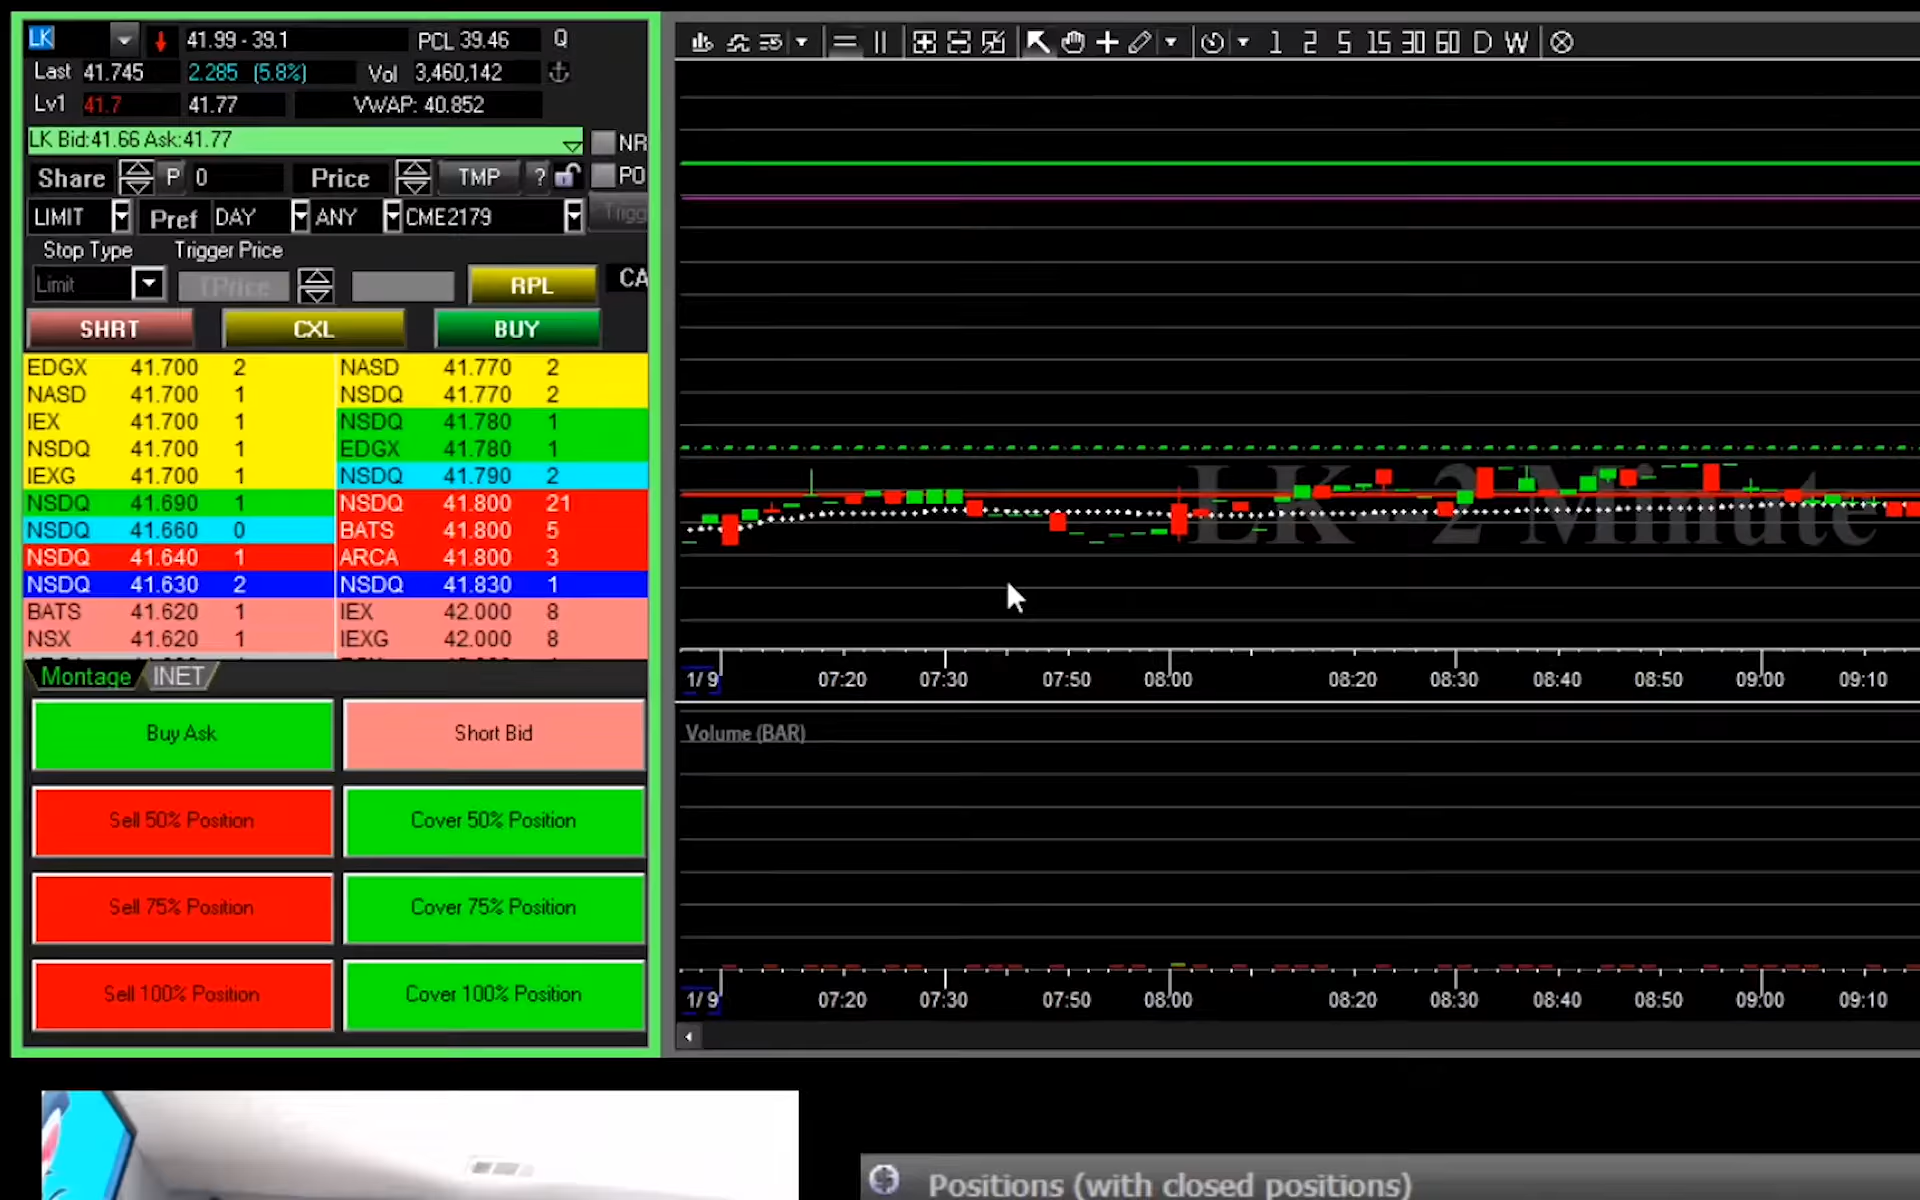 LK 41.99 - 39.1 PCL 39.46 Q
Last 41.745 2.285 (5.8%) Vol 3,460,142
Lv1 41.7 41.77 VWAP: 40.852
LK Bid:41.66 Ask:41.77 NR
Share P 0 Price TMP ? PO
LIMIT Pref DAY ANY CME2179 Trigg
Stop Type Trigger Price
Limit TPrice RPL CA
SHRT CXL BUY
EDGX 41.700 2 NASD 41.770 2
NASD 41.700 1 NSDQ 41.770 2
IEX 41.700 1 NSDQ 41.780 1
NSDQ 41.700 1 EDGX 41.780 1
IEXG 41.700 1 NSDQ 41.790 2
NSDQ 41.690 1 NSDQ 41.800 21
NSDQ 41.660 0 BATS 41.800 5
NSDQ 41.640 1 ARCA 41.800 3
NSDQ 41.630 2 NSDQ 41.830 1
BATS 41.620 1 IEX 42.000 8
NSX 41.620 1 IEXG 42.000 8
Montage INET
Buy Ask Short Bid
Sell 50% Position Cover 50% Position
Sell 75% Position Cover 75% Position
Sell 100% Position Cover 100% Position
1 2 5 15 30 60 D W
LK--2 Minute
1/9 07:20 07:30 07:50 08:00 08:20 08:30 08:40 08:50 09:00 09:10
Volume (BAR)
1/9 07:20 07:30 07:50 08:00 08:20 08:30 08:40 08:50 09:00 09:10
Positions (with closed positions)